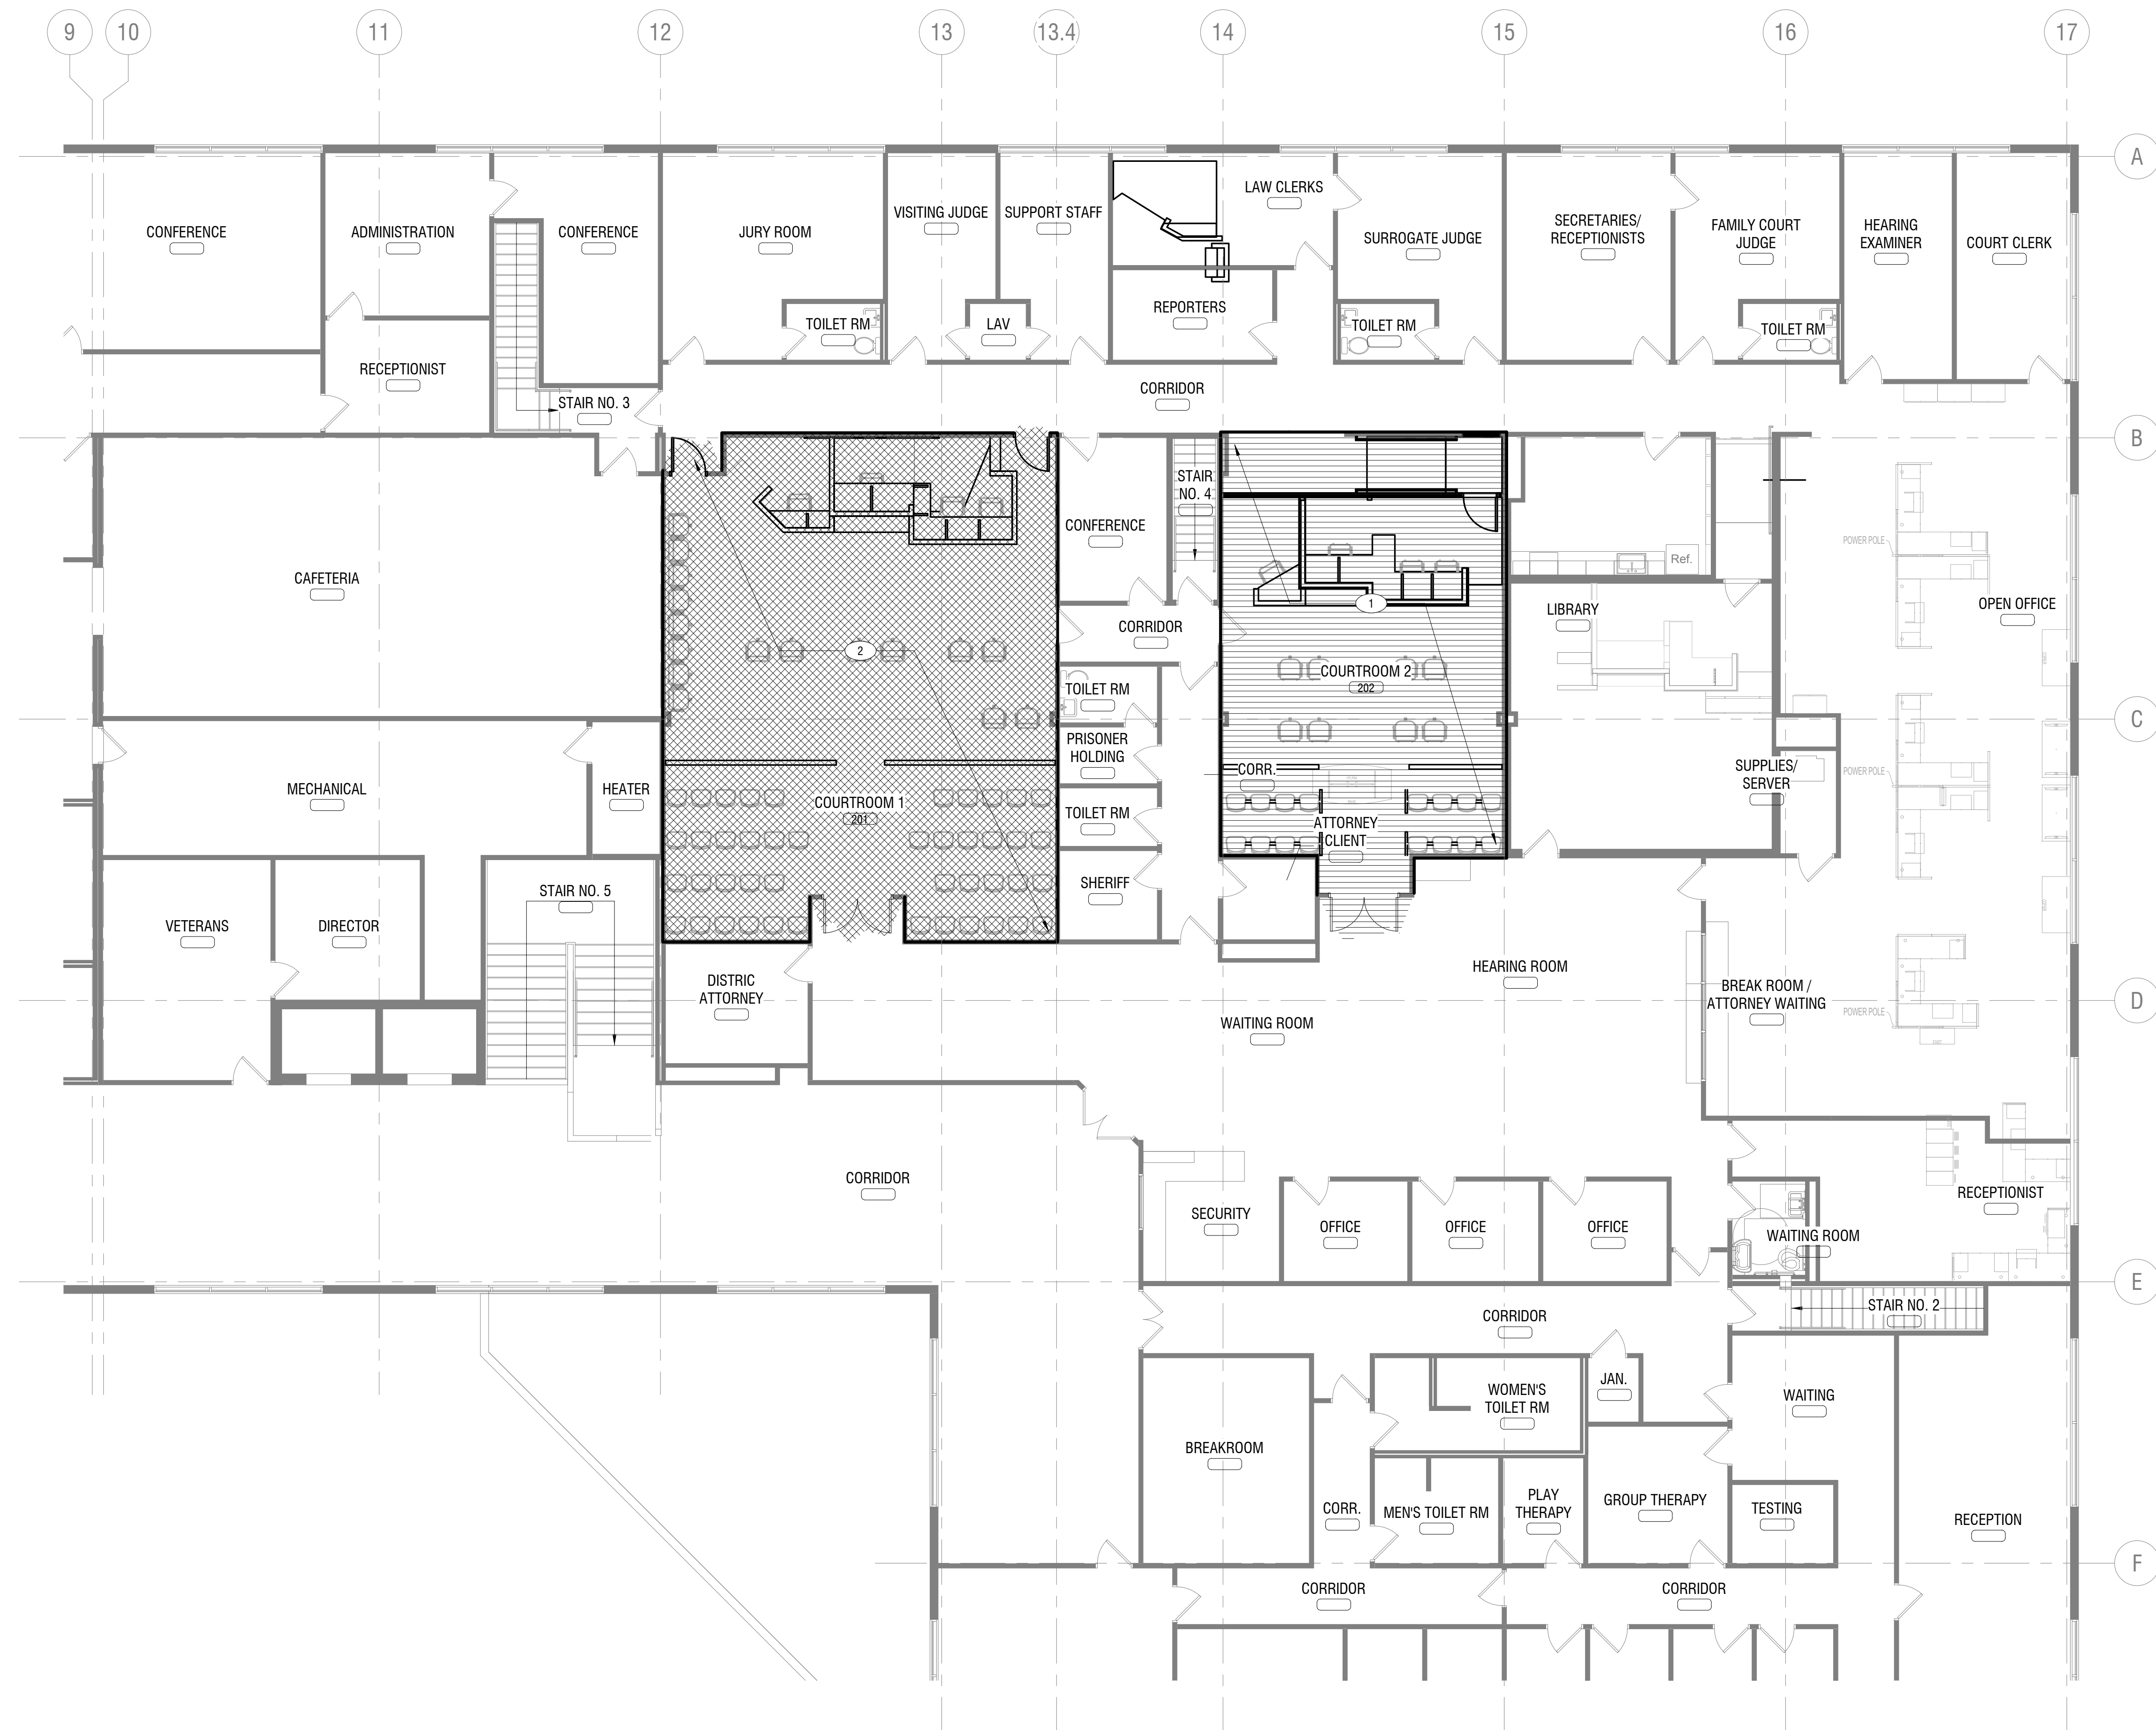 9
10
11
12
13
13.4
14
15
16
17
A
CONFERENCE
ADMINISTRATION
CONFERENCE
JURY ROOM
VISITING JUDGE
SUPPORT STAFF
LAW CLERKS
SURROGATE JUDGE
SECRETARIES/
RECEPTIONISTS
FAMILY COURT
JUDGE
HEARING
EXAMINER
COURT CLERK
TOILET RM
LAV
REPORTERS
TOILET RM
TOILET RM
RECEPTIONIST
STAIR NO. 3
CORRIDOR
B
STAIR
NO. 4
CONFERENCE
Ref.
POWER POLE
CAFETERIA
1
LIBRARY
OPEN OFFICE
CORRIDOR
2
COURTROOM 2
202
TOILET RM
C
PRISONER
HOLDING
CORR.
SUPPLIES/
SERVER
POWER POLE
MECHANICAL
HEATER
COURTROOM 1
201
TOILET RM
ATTORNEY
CLIENT
STAIR NO. 5
SHERIFF
VETERANS
DIRECTOR
DISTRIC
ATTORNEY
HEARING ROOM
BREAK ROOM /
ATTORNEY WAITING
D
POWER POLE
WAITING ROOM
CORRIDOR
SECURITY
OFFICE
OFFICE
OFFICE
WAITING ROOM
RECEPTIONIST
E
CORRIDOR
STAIR NO. 2
JAN.
WOMEN'S
TOILET RM
WAITING
BREAKROOM
CORR.
MEN'S TOILET RM
PLAY
THERAPY
GROUP THERAPY
TESTING
RECEPTION
F
CORRIDOR
CORRIDOR